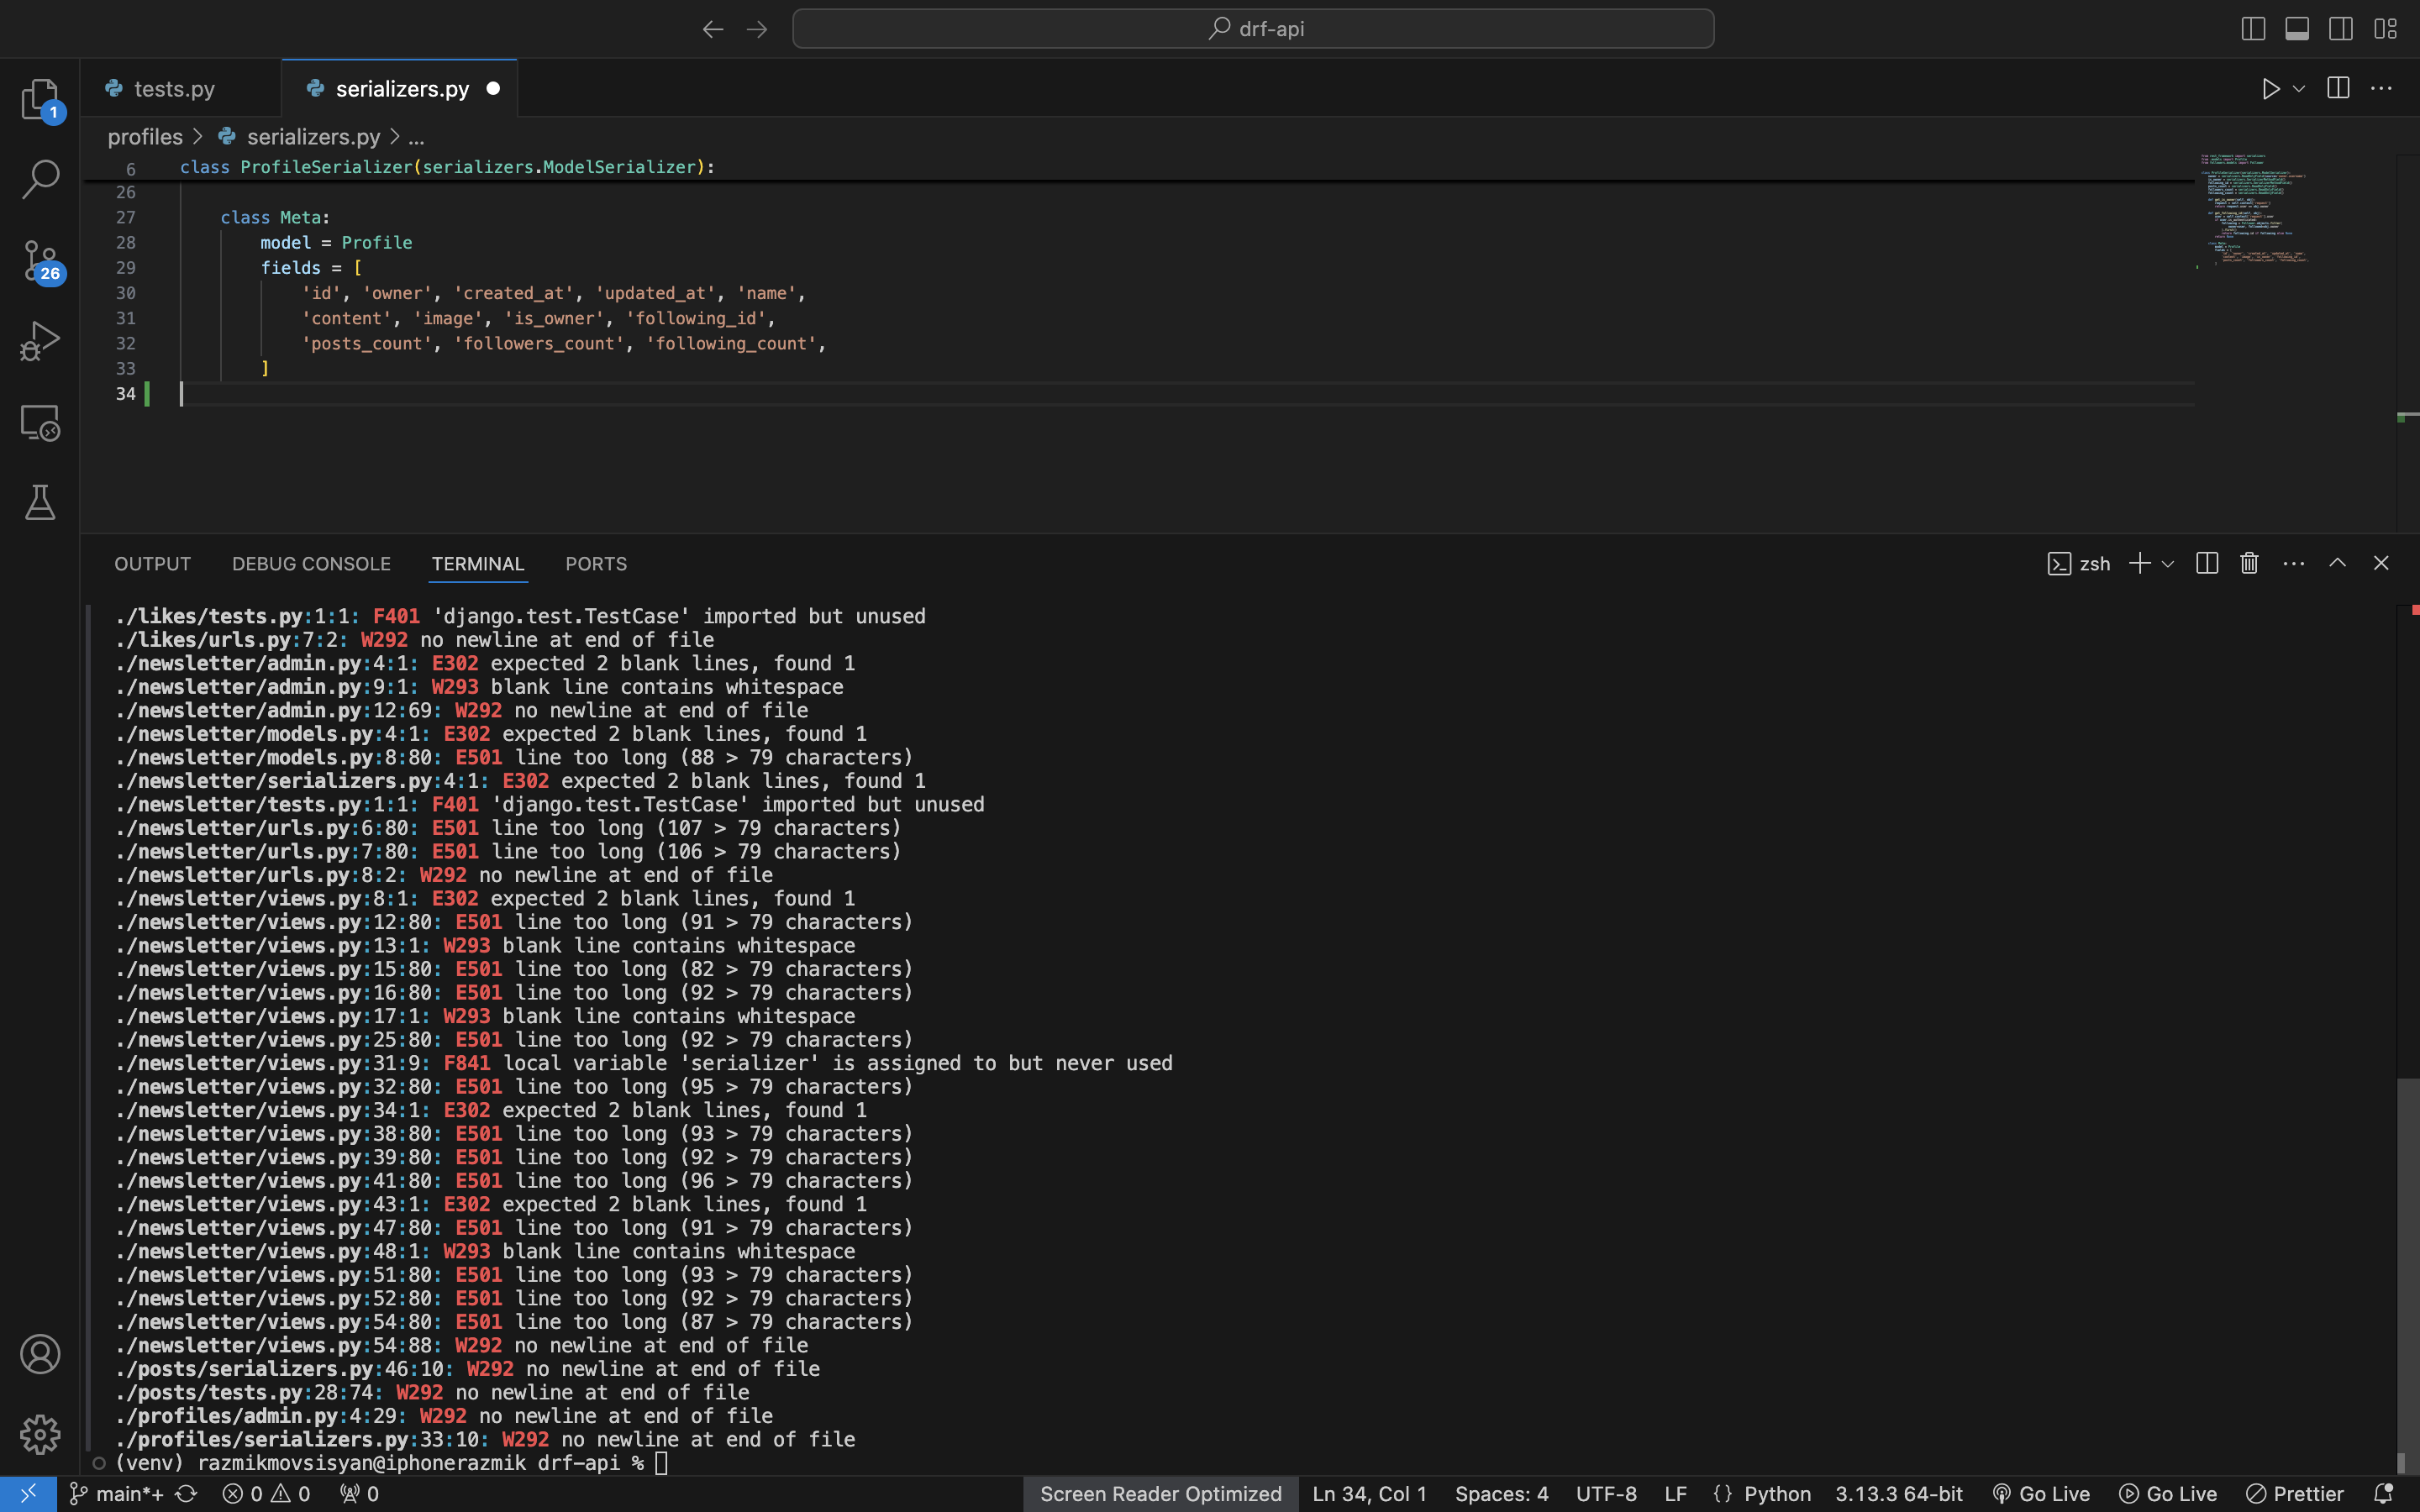 drf-api
tests.py
serializers.py
1
profiles > serializers.py > ...
6 class ProfileSerializer(serializers.ModelSerializer):
26
27 class Meta:
28 model = Profile
29 fields = [
30 'id', 'owner', 'created_at', 'updated_at', 'name',
31 'content', 'image', 'is_owner', 'following_id',
32 'posts_count', 'followers_count', 'following_count',
33 ]
34
26
OUTPUT DEBUG CONSOLE TERMINAL PORTS
zsh
./likes/tests.py:1:1: F401 'django.test.TestCase' imported but unused
./likes/urls.py:7:2: W292 no newline at end of file
./newsletter/admin.py:4:1: E302 expected 2 blank lines, found 1
./newsletter/admin.py:9:1: W293 blank line contains whitespace
./newsletter/admin.py:12:69: W292 no newline at end of file
./newsletter/models.py:4:1: E302 expected 2 blank lines, found 1
./newsletter/models.py:8:80: E501 line too long (88 > 79 characters)
./newsletter/serializers.py:4:1: E302 expected 2 blank lines, found 1
./newsletter/tests.py:1:1: F401 'django.test.TestCase' imported but unused
./newsletter/urls.py:6:80: E501 line too long (107 > 79 characters)
./newsletter/urls.py:7:80: E501 line too long (106 > 79 characters)
./newsletter/urls.py:8:2: W292 no newline at end of file
./newsletter/views.py:8:1: E302 expected 2 blank lines, found 1
./newsletter/views.py:12:80: E501 line too long (91 > 79 characters)
./newsletter/views.py:13:1: W293 blank line contains whitespace
./newsletter/views.py:15:80: E501 line too long (82 > 79 characters)
./newsletter/views.py:16:80: E501 line too long (92 > 79 characters)
./newsletter/views.py:17:1: W293 blank line contains whitespace
./newsletter/views.py:25:80: E501 line too long (92 > 79 characters)
./newsletter/views.py:31:9: F841 local variable 'serializer' is assigned to but never used
./newsletter/views.py:32:80: E501 line too long (95 > 79 characters)
./newsletter/views.py:34:1: E302 expected 2 blank lines, found 1
./newsletter/views.py:38:80: E501 line too long (93 > 79 characters)
./newsletter/views.py:39:80: E501 line too long (92 > 79 characters)
./newsletter/views.py:41:80: E501 line too long (96 > 79 characters)
./newsletter/views.py:43:1: E302 expected 2 blank lines, found 1
./newsletter/views.py:47:80: E501 line too long (91 > 79 characters)
./newsletter/views.py:48:1: W293 blank line contains whitespace
./newsletter/views.py:51:80: E501 line too long (93 > 79 characters)
./newsletter/views.py:52:80: E501 line too long (92 > 79 characters)
./newsletter/views.py:54:80: E501 line too long (87 > 79 characters)
./newsletter/views.py:54:88: W292 no newline at end of file
./posts/serializers.py:46:10: W292 no newline at end of file
./posts/tests.py:28:74: W292 no newline at end of file
./profiles/admin.py:4:29: W292 no newline at end of file
./profiles/serializers.py:33:10: W292 no newline at end of file
(venv) razmikmovsisyan@iphonerazmik drf-api %
main*+ 0 0 0 Screen Reader Optimized Ln 34, Col 1 Spaces: 4 UTF-8 LF {} Python 3.13.3 64-bit Go Live Go Live Prettier